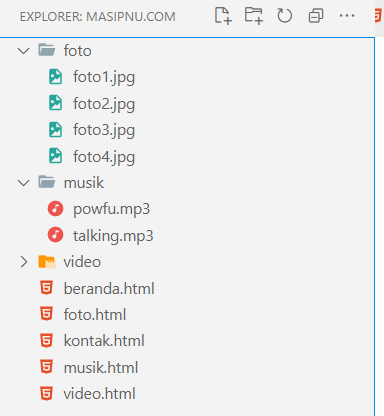 EXPLORER: MASIPNU.COM
foto
foto1.jpg
foto2.jpg
foto3.jpg
foto4.jpg
musik
powfu.mp3
talking.mp3
video
beranda.html
foto.html
kontak.html
musik.html
video.html